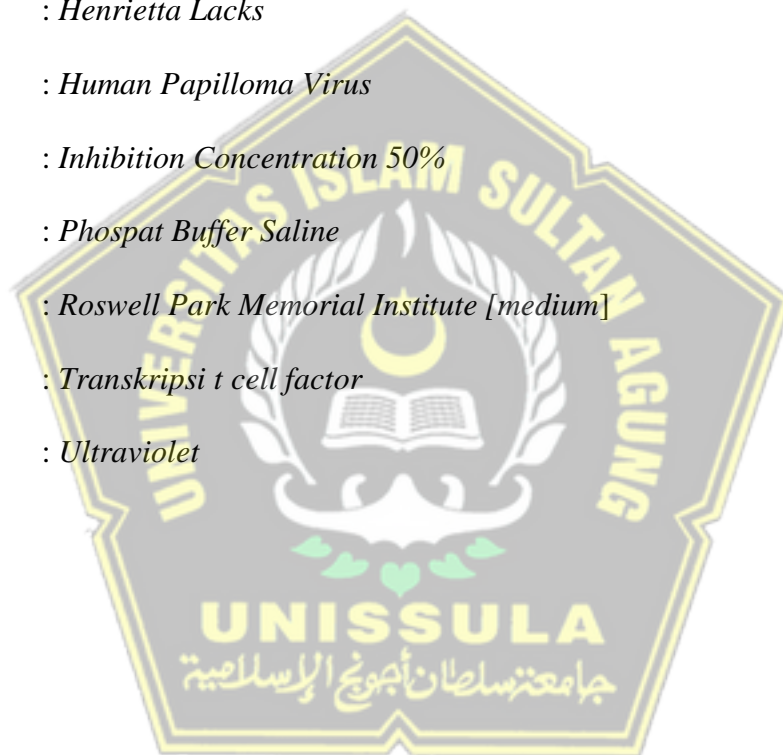 : Henrietta Lacks
: Human Papilloma Virus
: Inhibition Concentration 50%
: Phospat Buffer Saline
: Roswell Park Memorial Institute [medium]
: Transkripsi t cell factor
: Ultraviolet
UNIVERSITAS ISLAM SULTAN AGUNG
UNISSULA
جامعة سلطان أجونج الإسلامية